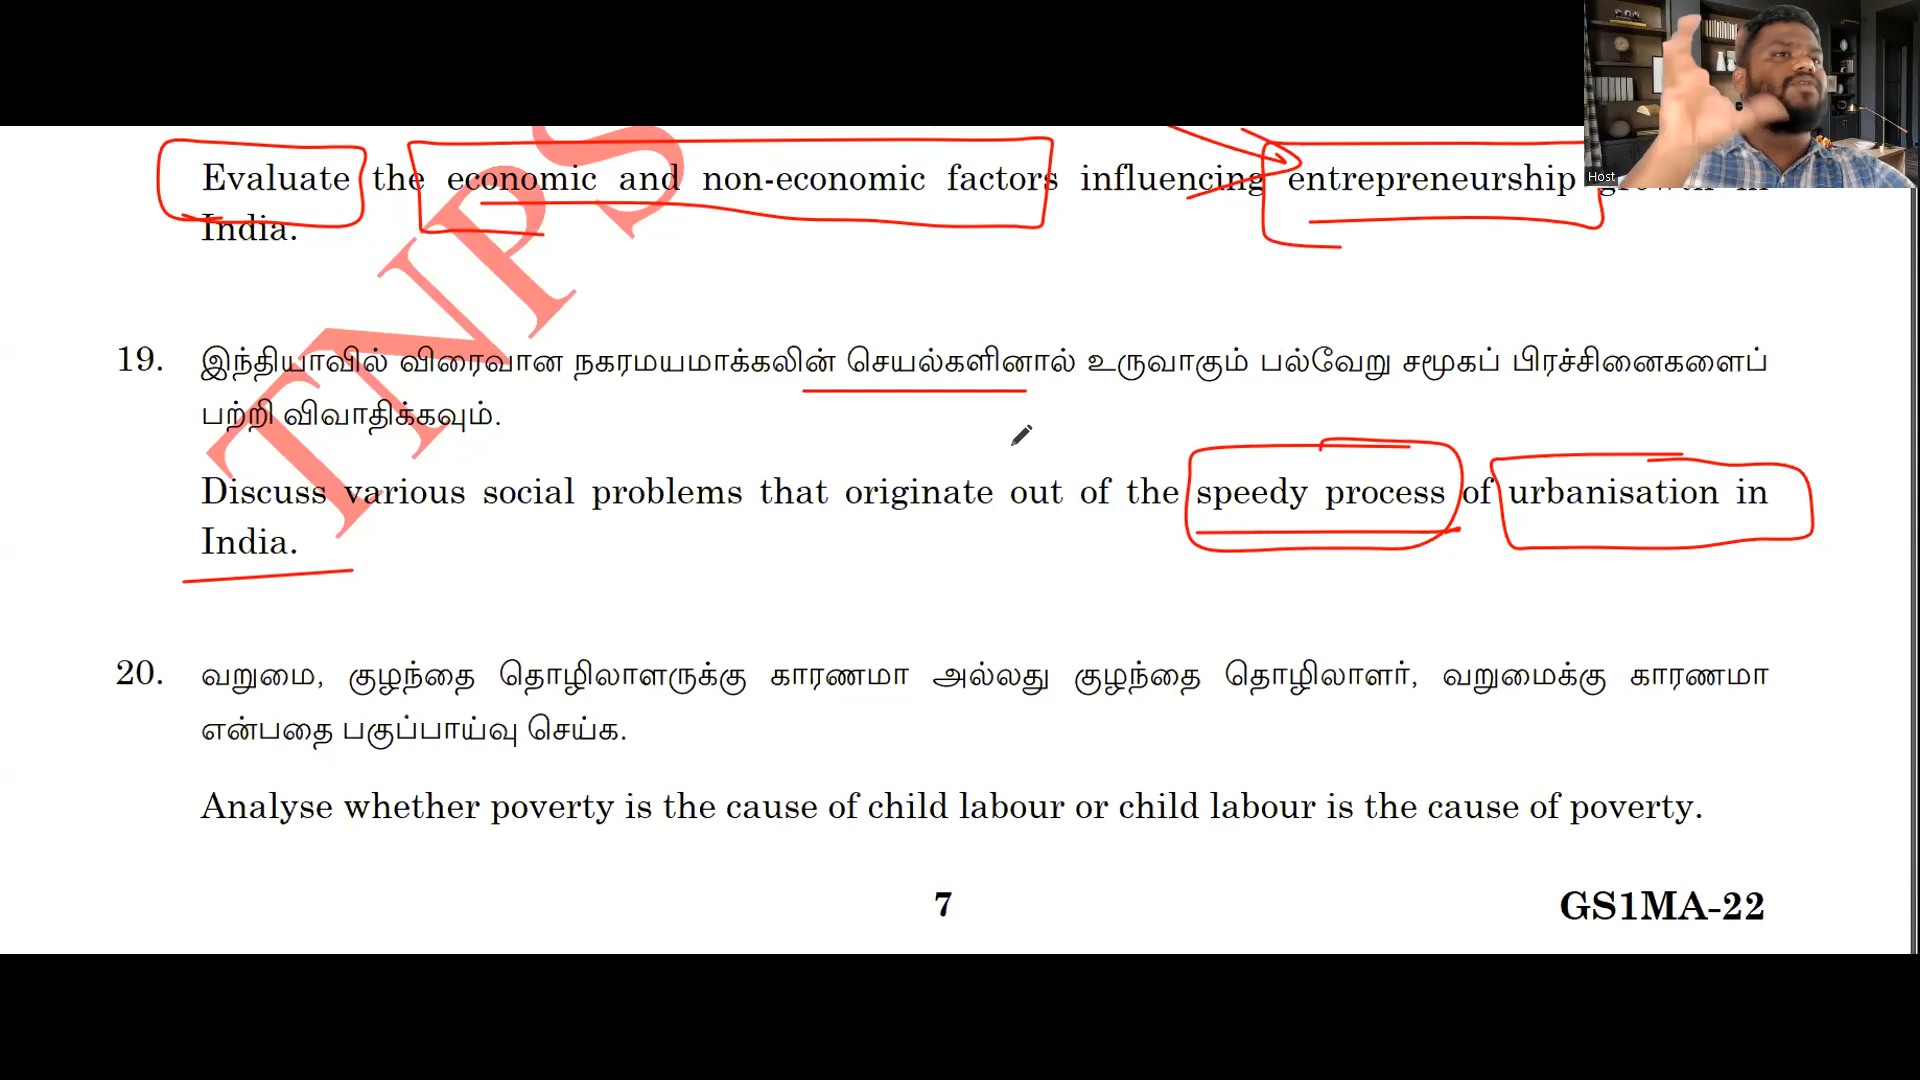 Host
Evaluate the economic and non-economic factors influencing entrepreneurship growth in
India.
TNPS
19. இந்தியாவில் விரைவான நகரமயமாக்கலின் செயல்களினால் உருவாகும் பல்வேறு சமூகப் பிரச்சினைகளைப்
பற்றி விவாதிக்கவும்.
Discuss various social problems that originate out of the speedy process of urbanisation in
India.
20. வறுமை, குழந்தை தொழிலாளருக்கு காரணமா அல்லது குழந்தை தொழிலாளர், வறுமைக்கு காரணமா
என்பதை பகுப்பாய்வு செய்க.
Analyse whether poverty is the cause of child labour or child labour is the cause of poverty.
7 GS1MA-22